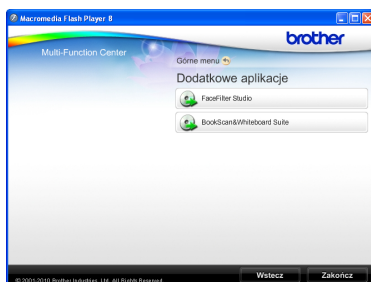 Macromedia Flash Player 8
brother
Multi-Function Center
Górne menu
Dodatkowe aplikacje
FaceFilter Studio
BookScan&Whiteboard Suite
Wstecz
Zakończ
© 2001-2010 Brother Industries, Ltd. All Rights Reserved.